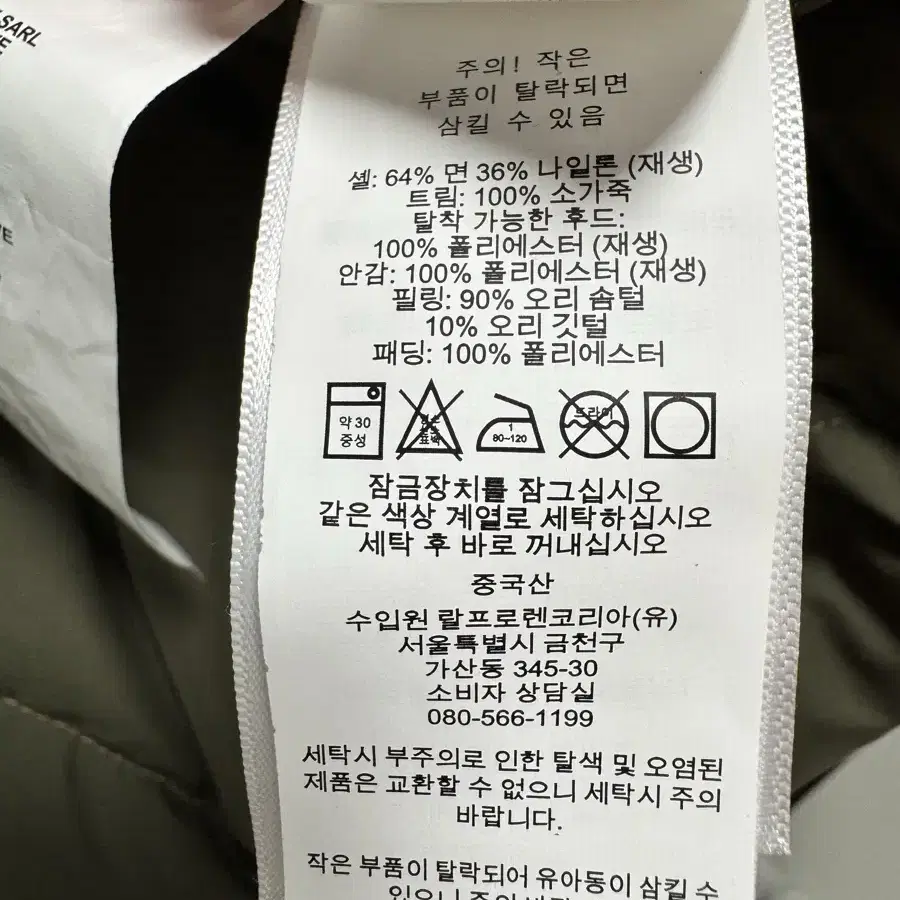 SARL
주의! 작은
부품이 탈락되면
삼킬 수 있음
셸: 64% 면 36% 나일론 (재생)
트림: 100% 소가죽
탈착 가능한 후드:
100% 폴리에스터 (재생)
안감: 100% 폴리에스터 (재생)
필링: 90% 오리 솜털
10% 오리 깃털
패딩: 100% 폴리에스터
약 30
중성
표백
1
80~120
드라이
잠금장치를 잠그십시오
같은 색상 계열로 세탁하십시오
세탁 후 바로 꺼내십시오
중국산
수입원 랄프로렌코리아(유)
서울특별시 금천구
가산동 345-30
소비자 상담실
080-566-1199
세탁시 부주의로 인한 탈색 및 오염된
제품은 교환할 수 없으니 세탁시 주의
바랍니다.
작은 부품이 탈락되어 유아동이 삼킬 수